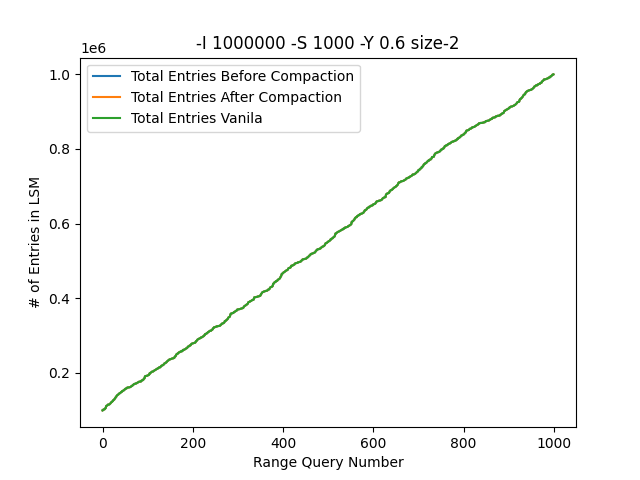 -I 1000000 -S 1000 -Y 0.6 size-2
1e6
Total Entries Before Compaction
Total Entries After Compaction
Total Entries Vanila
1.0
0.8
0.6
0.4
0.2
# of Entries in LSM
0 200 400 600 800 1000
Range Query Number